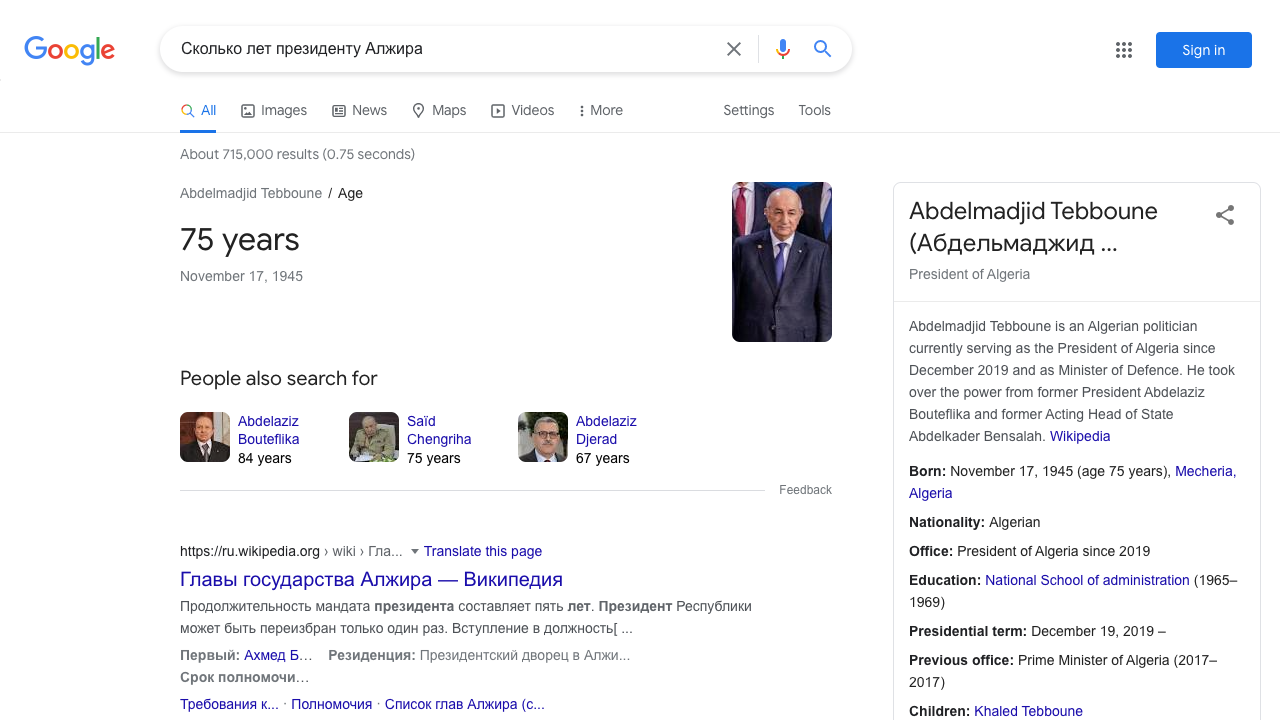 Google
Сколько лет президенту Алжира
Sign in
All
Images
News
Maps
Videos
More
Settings
Tools
About 715,000 results (0.75 seconds)
Abdelmadjid Tebboune / Age
75 years
November 17, 1945
People also search for
Abdelaziz
Bouteflika
84 years
Saïd
Chengriha
75 years
Abdelaziz
Djerad
67 years
Feedback
https://ru.wikipedia.org › wiki › Гла... Translate this page
Главы государства Алжира — Википедия
Продолжительность мандата президента составляет пять лет. Президент Республики
может быть переизбран только один раз. Вступление в должность[ ...
Первый: Ахмед Б… Резиденция: Президентский дворец в Алжи...
Срок полномочи…
Требования к... · Полномочия · Список глав Алжира (с...
Abdelmadjid Tebboune
(Абдельмаджид ...
President of Algeria
Abdelmadjid Tebboune is an Algerian politician
currently serving as the President of Algeria since
December 2019 and as Minister of Defence. He took
over the power from former President Abdelaziz
Bouteflika and former Acting Head of State
Abdelkader Bensalah. Wikipedia
Born: November 17, 1945 (age 75 years), Mecheria,
Algeria
Nationality: Algerian
Office: President of Algeria since 2019
Education: National School of administration (1965–
1969)
Presidential term: December 19, 2019 –
Previous office: Prime Minister of Algeria (2017–
2017)
Children: Khaled Tebboune